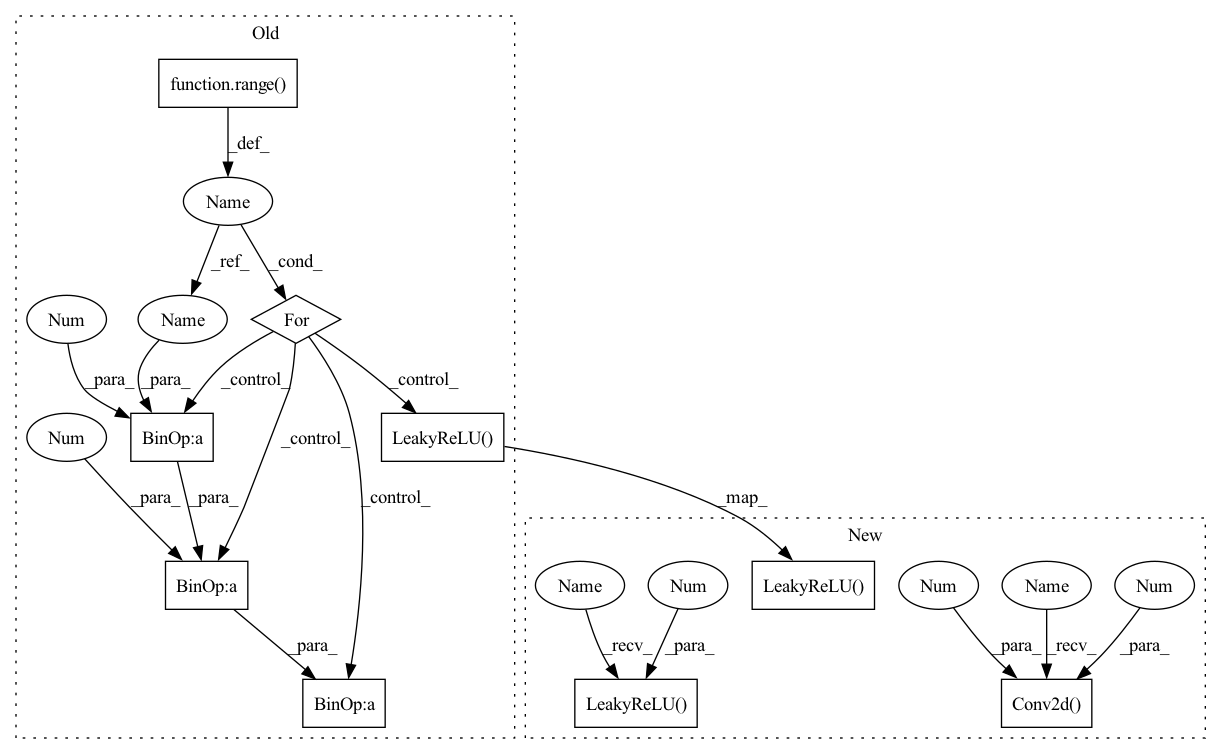 Old
function.range()
_def_
Name
_ref_
_cond_
Num
Name
For
_para_
_para_
_control_
_control_
Num
BinOp:a
LeakyReLU()
_control_
_para_
_para_
_control_
_map_
New
BinOp:a
Name
Num
LeakyReLU()
Num
Name
Num
_para_
_recv_
_para_
_para_
_recv_
_para_
BinOp:a
LeakyReLU()
Conv2d()